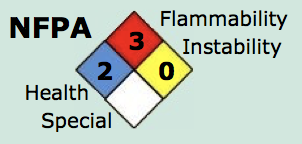 NFPA
Flammability
3
Instability
2 0
Health
Special